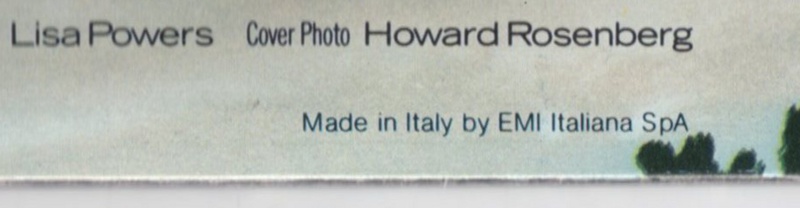 Lisa Powers Cover Photo Howard Rosenberg
Made in Italy by EMI Italiana SpA